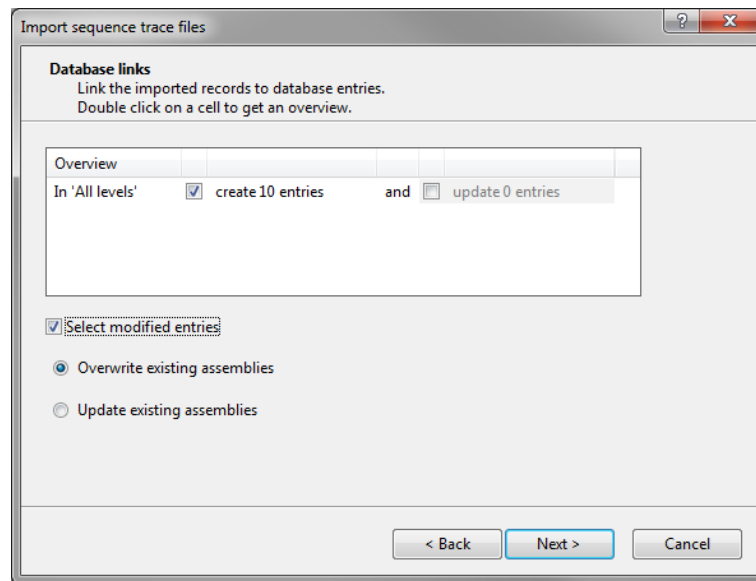 Import sequence trace files
?
X
Database links
Link the imported records to database entries.
Double click on a cell to get an overview.
Overview
In 'All levels' create 10 entries and update 0 entries
Select modified entries
Overwrite existing assemblies
Update existing assemblies
< Back Next > Cancel